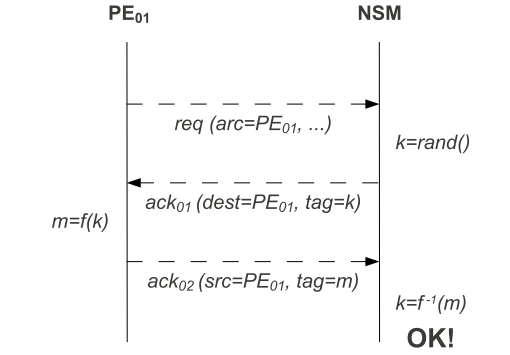 PE₀₁ NSM
req (arc=PE₀₁, ...)
k=rand()
ack₀₁ (dest=PE₀₁, tag=k)
m=f(k)
ack₀₂ (src=PE₀₁, tag=m)
k=f⁻¹(m)
OK!